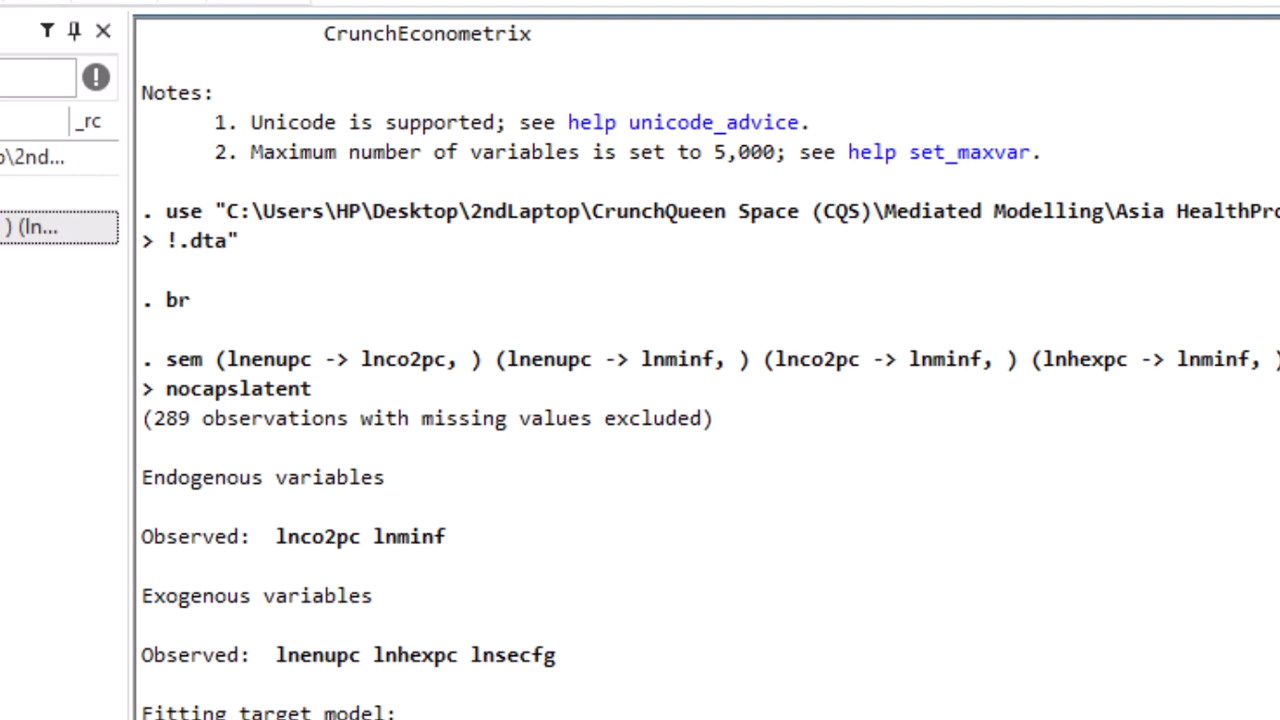 CrunchEconometrix
Notes:
1. Unicode is supported; see help unicode_advice.
2. Maximum number of variables is set to 5,000; see help set_maxvar.
_rc
\2nd...
) (ln...
. use "C:\Users\HP\Desktop\2ndLaptop\CrunchQueen Space (CQS)\Mediated Modelling\Asia HealthPro
> !.dta"
. br
. sem (lnenupc -> lnco2pc, ) (lnenupc -> lnminf, ) (lnco2pc -> lnminf, ) (lnhexpc -> lnminf, )
> nocapslatent
(289 observations with missing values excluded)
Endogenous variables
Observed: lnco2pc lnminf
Exogenous variables
Observed: lnenupc lnhexpc lnsecfg
Fitting target model: